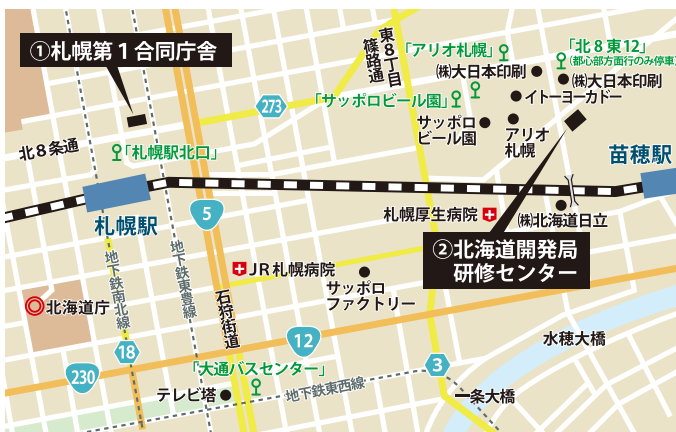 ①札幌第1合同庁舎
東8丁目
篠路通
「アリオ札幌」
「北8東12」
(都心部方面行のみ停車)
㈱大日本印刷
㈱大日本印刷
「サッポロビール園」
イトーヨーカドー
273
サッポロ
ビール園
アリオ
札幌
北8条通
「札幌駅北口」
苗穂駅
札幌駅
5
札幌厚生病院
㈱北海道日立
②北海道開発局
研修センター
地下鉄南北線
地下鉄東豊線
JR札幌病院
サッポロ
ファクトリー
北海道庁
石狩街道
12
水穂大橋
18
230
「大通バスセンター」
3
テレビ塔
地下鉄東西線
一条大橋